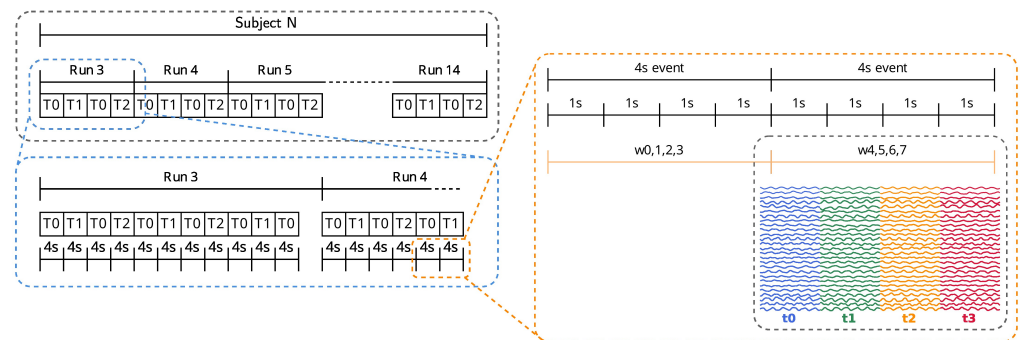 Subject N
Run 3 Run 4 Run 5 Run 14
T0 T1 T0 T2 T0 T1 T0 T2 T0 T1 T0 T2 T0 T1 T0 T2
Run 3 Run 4
T0 T1 T0 T2 T0 T1 T0 T2 T0 T1 T0 T0 T1 T0 T2 T0 T1
4s 4s 4s 4s 4s 4s 4s 4s 4s 4s 4s 4s 4s 4s 4s 4s 4s
4s event 4s event
1s 1s 1s 1s 1s 1s 1s 1s
w0,1,2,3 w4,5,6,7
t0 t1 t2 t3